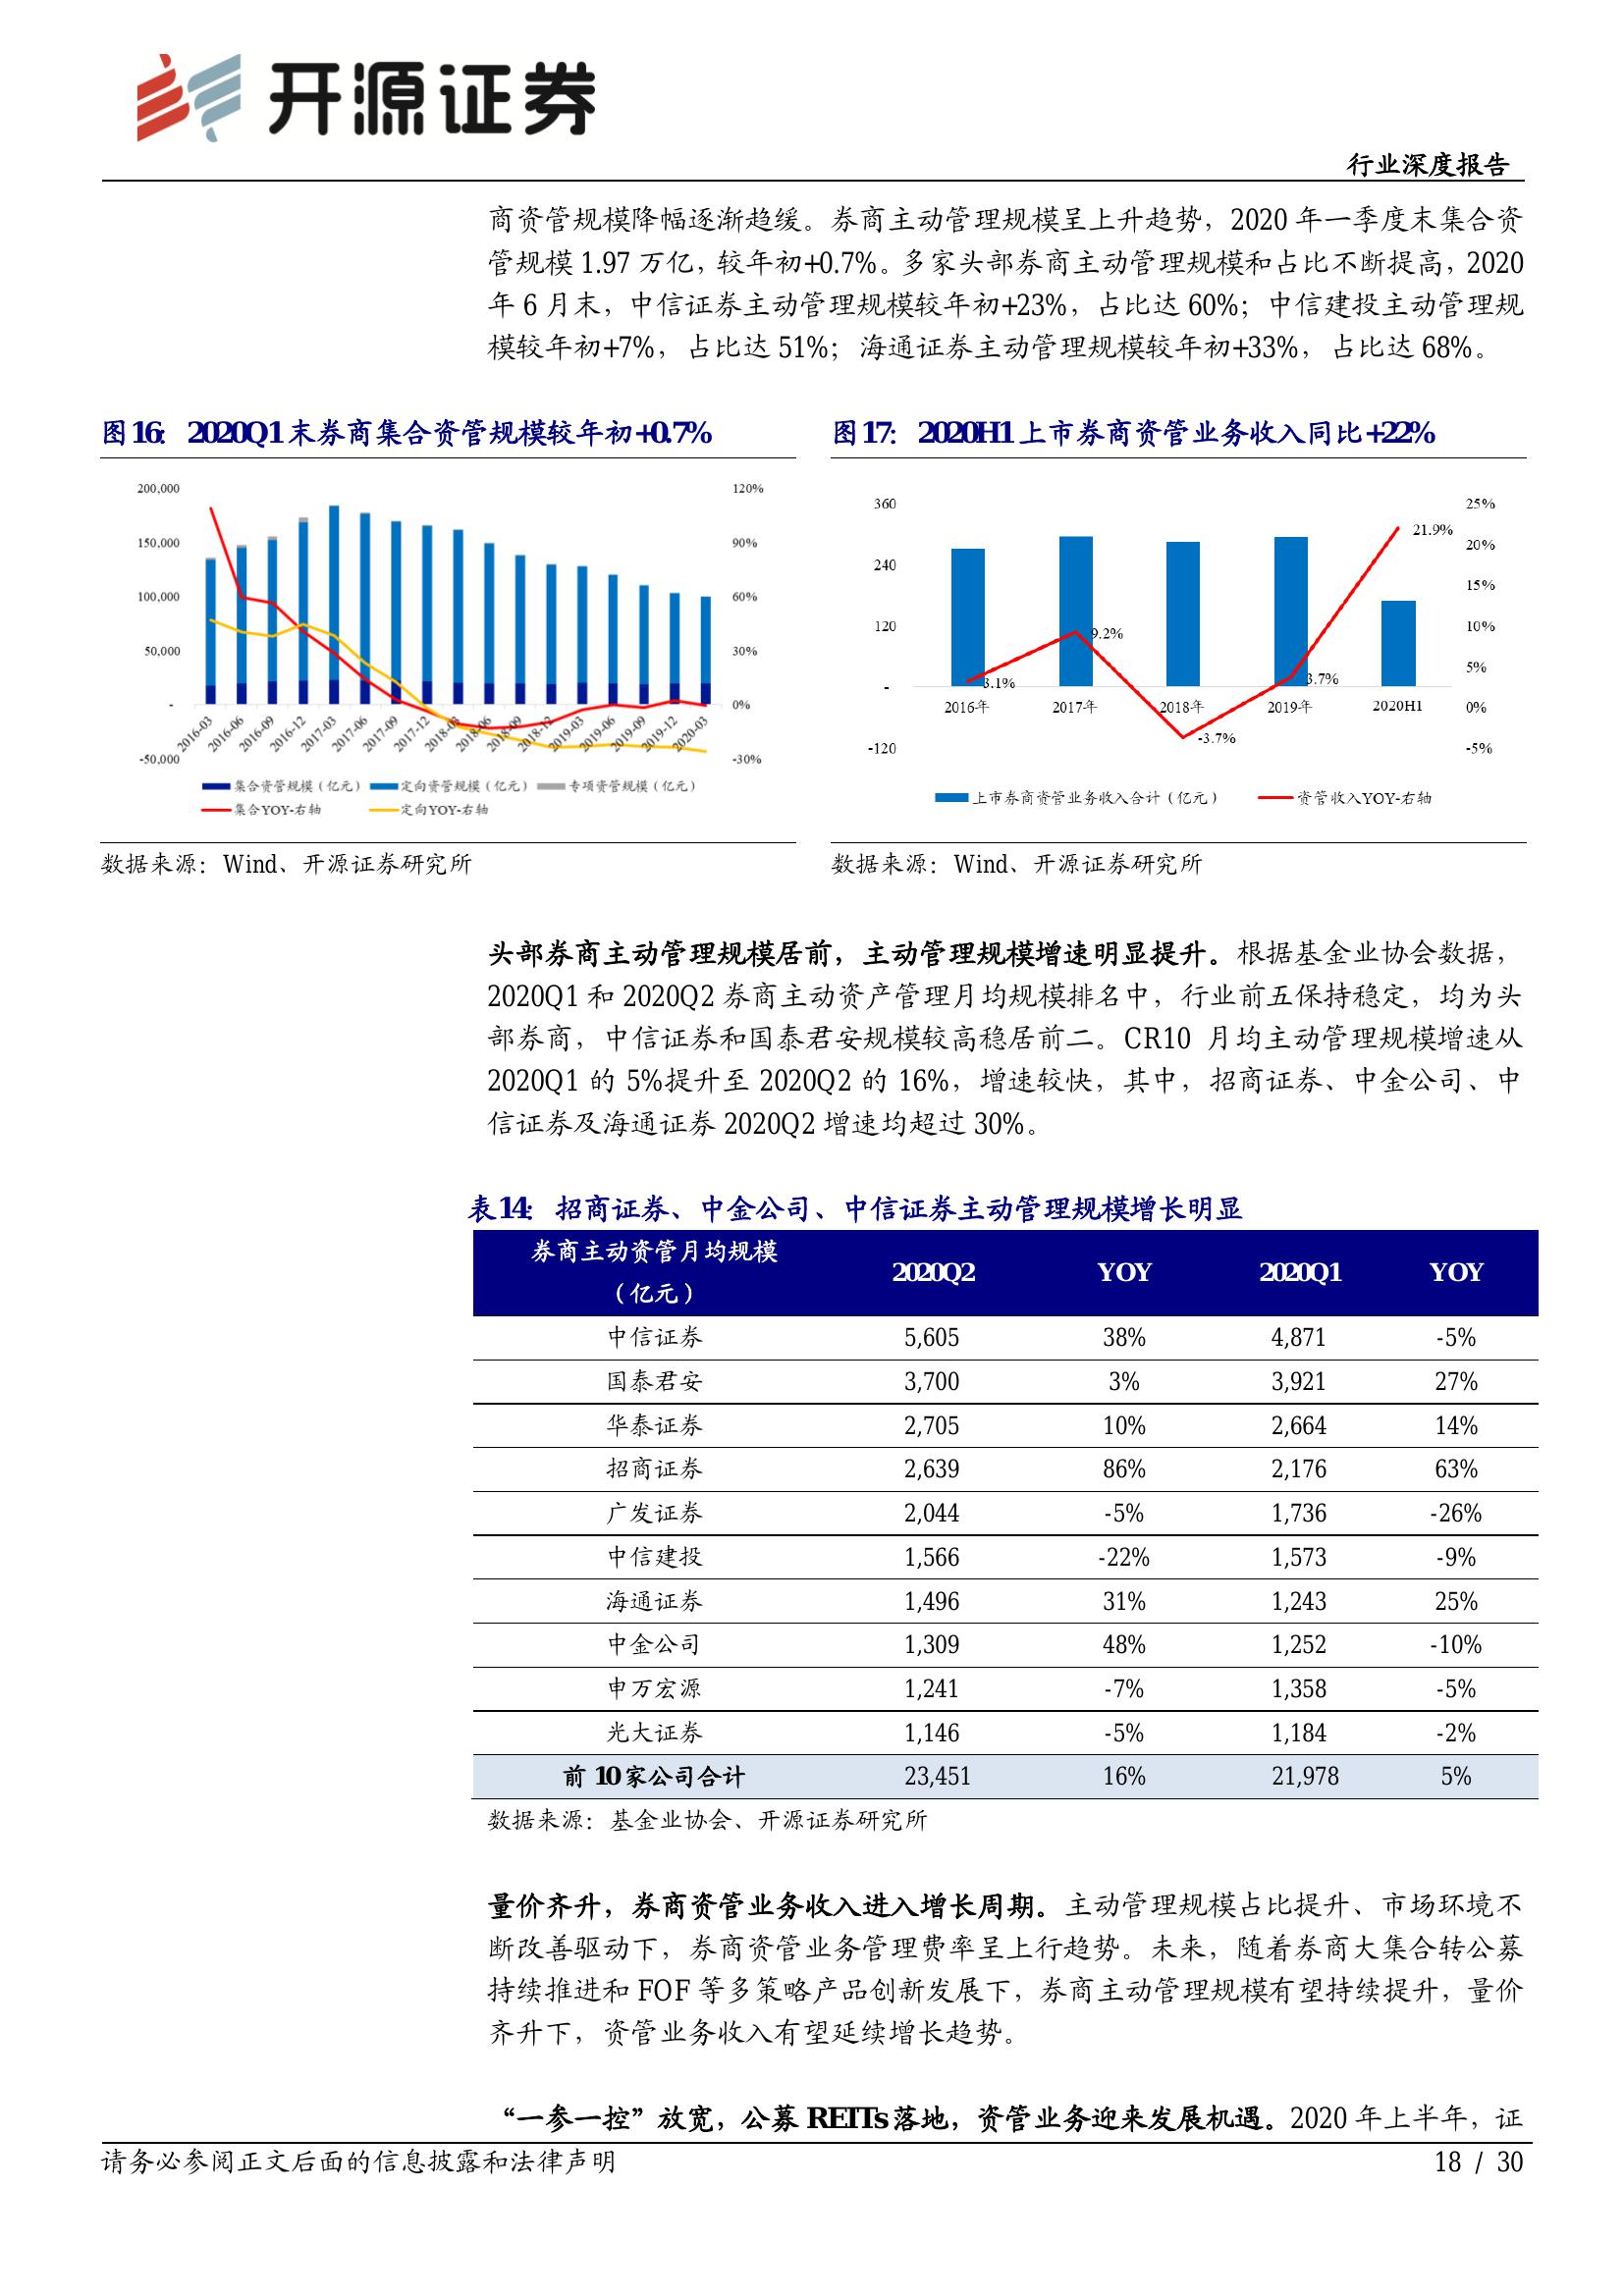 开源证券
行业深度报告
商资管规模降幅逐渐趋缓。券商主动管理规模呈上升趋势，2020 年一季度末集合资
管规模 1.97 万亿，较年初+0.7%。多家头部券商主动管理规模和占比不断提高，2020
年 6 月末，中信证券主动管理规模较年初+23%，占比达 60%；中信建投主动管理规
模较年初+7%，占比达 51%；海通证券主动管理规模较年初+33%，占比达 68%。
图16： 2020Q1 末券商集合资管规模较年初+0.7%
200,000
150,000
100,000
50,000
-
-50,000
120%
90%
60%
30%
0%
-30%
2016-03 2016-06 2016-09 2016-12 2017-03 2017-06 2017-09 2017-12 2018-03 2018-06 2018-09 2018-12 2019-03 2019-06 2019-09 2019-12 2020-03
集合资管规模（亿元） 定向资管规模（亿元） 专项资管规模（亿元）
集合YOY-右轴 定向YOY-右轴
数据来源：Wind、开源证券研究所
图17： 2020H1 上市券商资管业务收入同比+22%
360
240
120
-
-120
25%
20%
15%
10%
5%
0%
-5%
3.1%
9.2%
-3.7%
3.7%
21.9%
2016年 2017年 2018年 2019年 2020H1
上市券商资管业务收入合计（亿元） 资管收入YOY-右轴
数据来源：Wind、开源证券研究所
头部券商主动管理规模居前，主动管理规模增速明显提升。根据基金业协会数据，
2020Q1 和 2020Q2 券商主动资产管理月均规模排名中，行业前五保持稳定，均为头
部券商，中信证券和国泰君安规模较高稳居前二。CR10 月均主动管理规模增速从
2020Q1 的 5%提升至 2020Q2 的 16%，增速较快，其中，招商证券、中金公司、中
信证券及海通证券 2020Q2 增速均超过 30%。
表14： 招商证券、中金公司、中信证券主动管理规模增长明显
券商主动资管月均规模
（亿元） 2020Q2 YOY 2020Q1 YOY
中信证券 5,605 38% 4,871 -5%
国泰君安 3,700 3% 3,921 27%
华泰证券 2,705 10% 2,664 14%
招商证券 2,639 86% 2,176 63%
广发证券 2,044 -5% 1,736 -26%
中信建投 1,566 -22% 1,573 -9%
海通证券 1,496 31% 1,243 25%
中金公司 1,309 48% 1,252 -10%
申万宏源 1,241 -7% 1,358 -5%
光大证券 1,146 -5% 1,184 -2%
前 10 家公司合计 23,451 16% 21,978 5%
数据来源：基金业协会、开源证券研究所
量价齐升，券商资管业务收入进入增长周期。主动管理规模占比提升、市场环境不
断改善驱动下，券商资管业务管理费率呈上行趋势。未来，随着券商大集合转公募
持续推进和 FOF 等多策略产品创新发展下，券商主动管理规模有望持续提升，量价
齐升下，资管业务收入有望延续增长趋势。
“一参一控”放宽，公募 REITs 落地，资管业务迎来发展机遇。2020 年上半年，证
请务必参阅正文后面的信息披露和法律声明
18 / 30